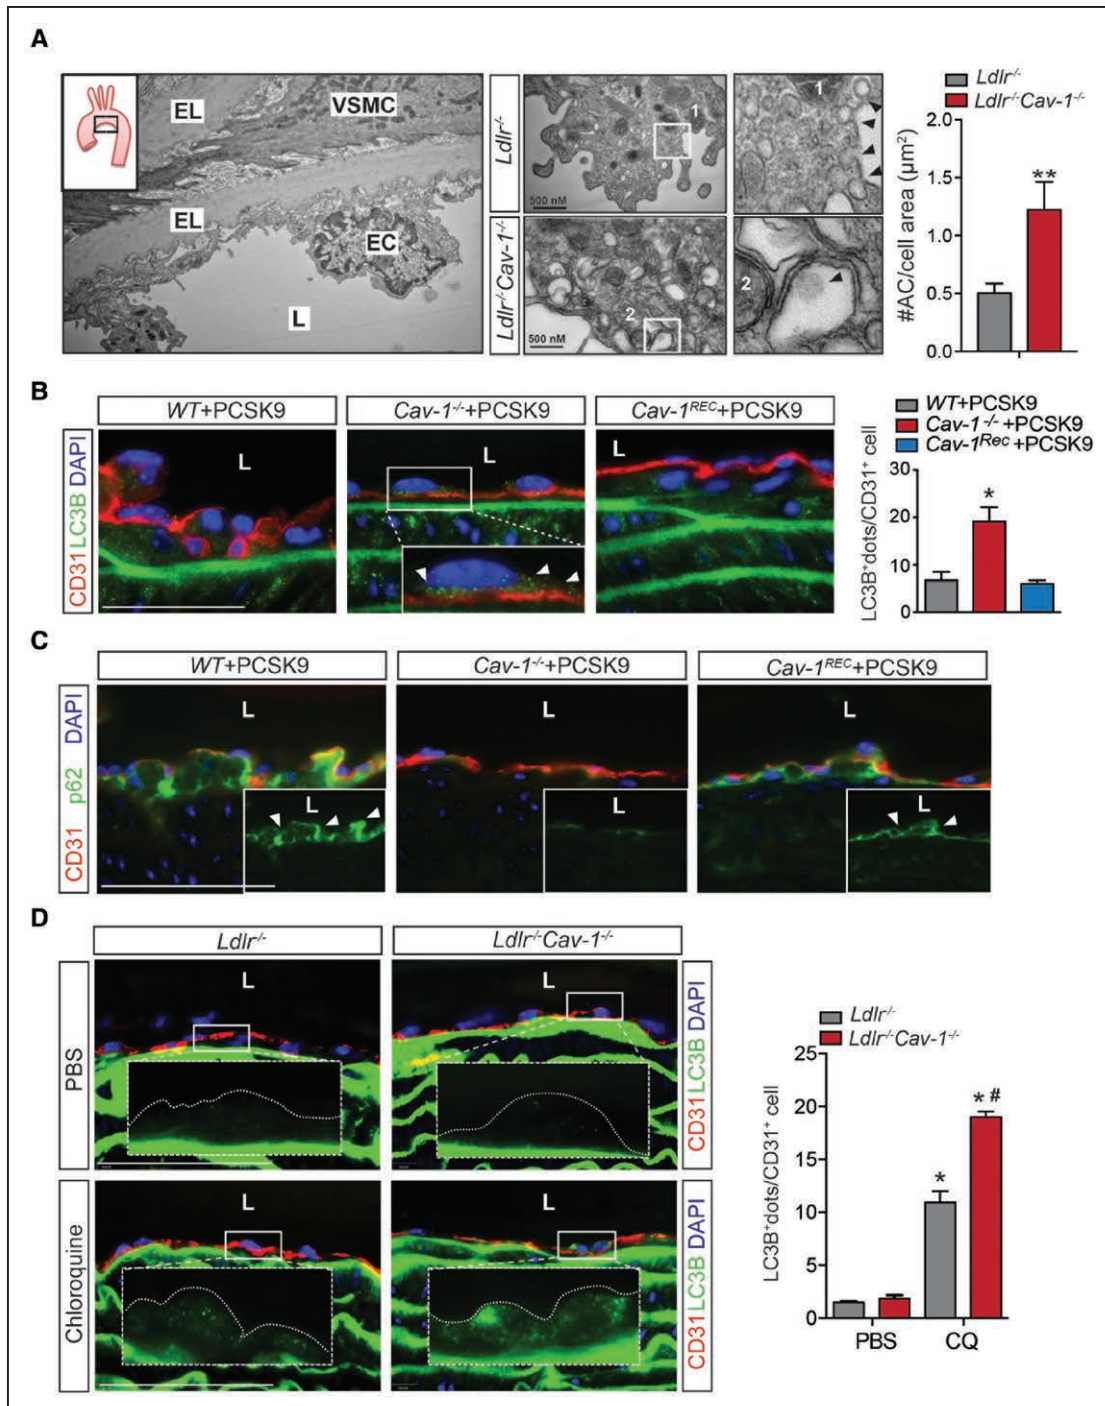 A
EL
VSMC
EL
EC
L
Ldlr-/-
1
500 nM
1
Ldlr-/-Cav-1-/-
2
500 nM
2
Ldlr-/-
Ldlr-/-Cav-1-/-
#AC/cell area (µm2)
2.0
1.5
1.0
0.5
0.0
**
B
WT+PCSK9
Cav-1-/-+PCSK9
Cav-1REC+PCSK9
CD31 LC3B DAPI
L
L
L
WT+PCSK9
Cav-1-/-+PCSK9
Cav-1Rec+PCSK9
LC3B+dots/CD31+ cell
30
20
10
0
*
C
WT+PCSK9
Cav-1-/-+PCSK9
Cav-1REC+PCSK9
CD31 p62 DAPI
L
L
L
L
L
L
D
Ldlr-/-
Ldlr-/-Cav-1-/-
PBS
L
L
CD31 LC3B DAPI
Chloroquine
L
L
CD31 LC3B DAPI
Ldlr-/-
Ldlr-/-Cav-1-/-
LC3B+dots/CD31+ cell
25
20
15
10
5
0
*
* #
PBS
CQ